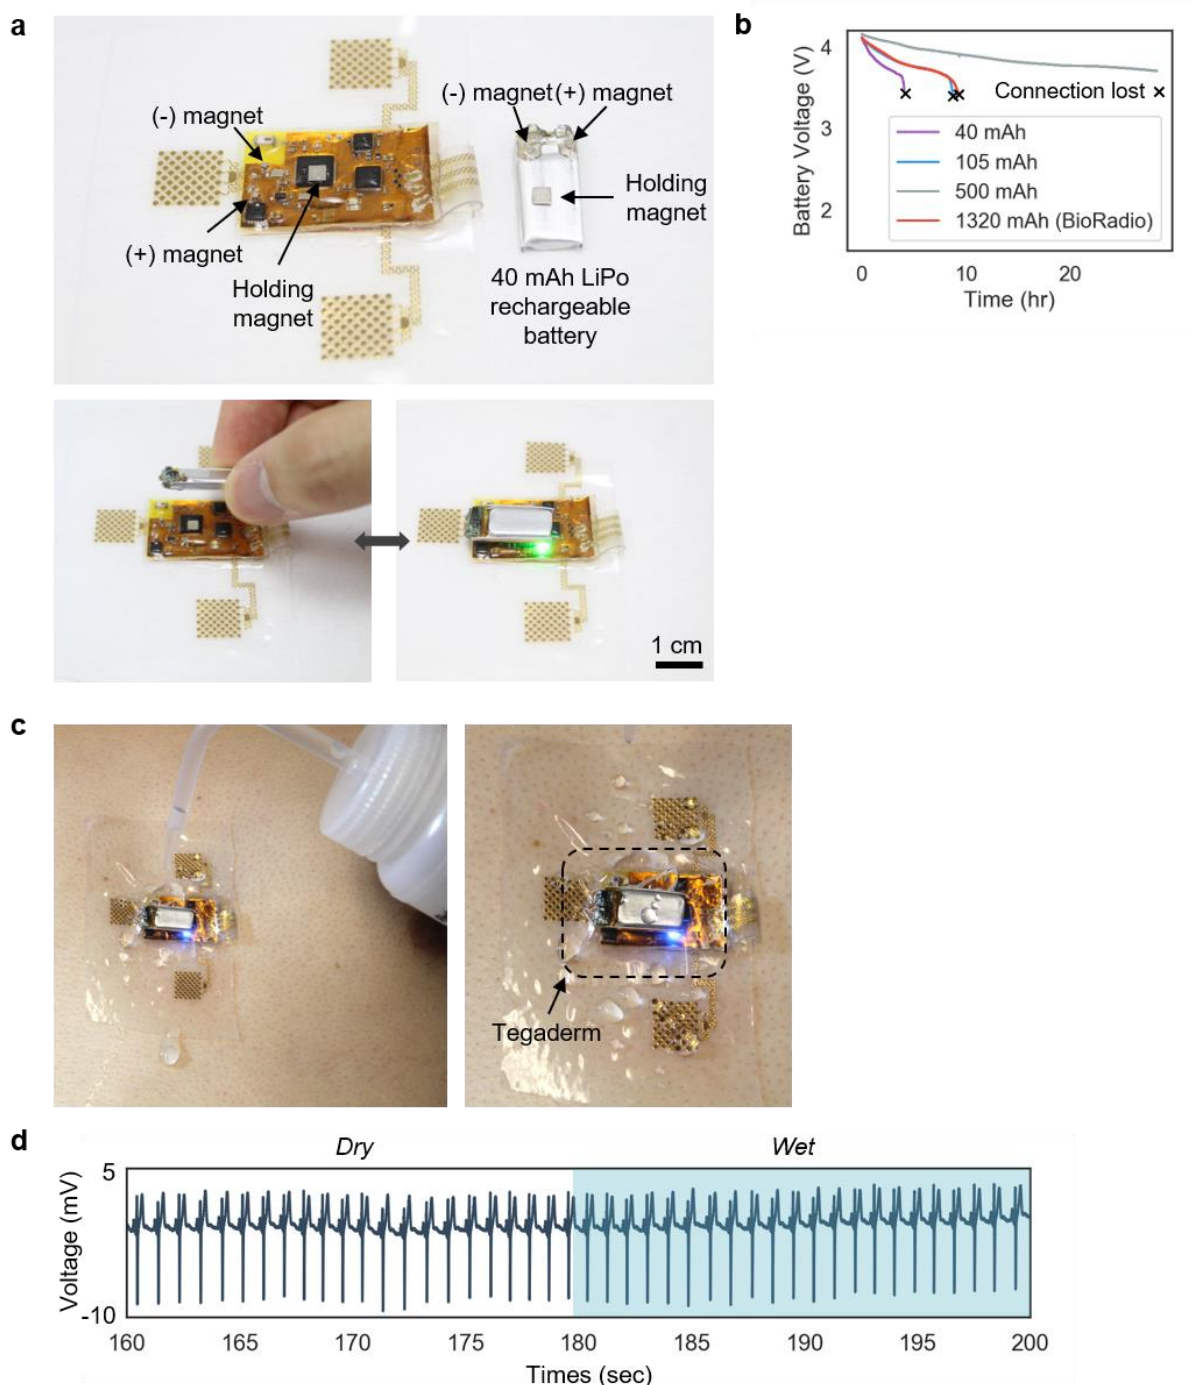 a
(-) magnet
(+) magnet
Holding
magnet
(-) magnet
(+) magnet
Holding
magnet
40 mAh LiPo
rechargeable
battery
1 cm
b
Battery Voltage (V)
4
3
2
Connection lost ×
40 mAh
105 mAh
500 mAh
1320 mAh (BioRadio)
0
10
20
Time (hr)
c
Tegaderm
d
Dry
Wet
Voltage (mV)
5
-10
160
165
170
175
180
185
190
195
200
Times (sec)